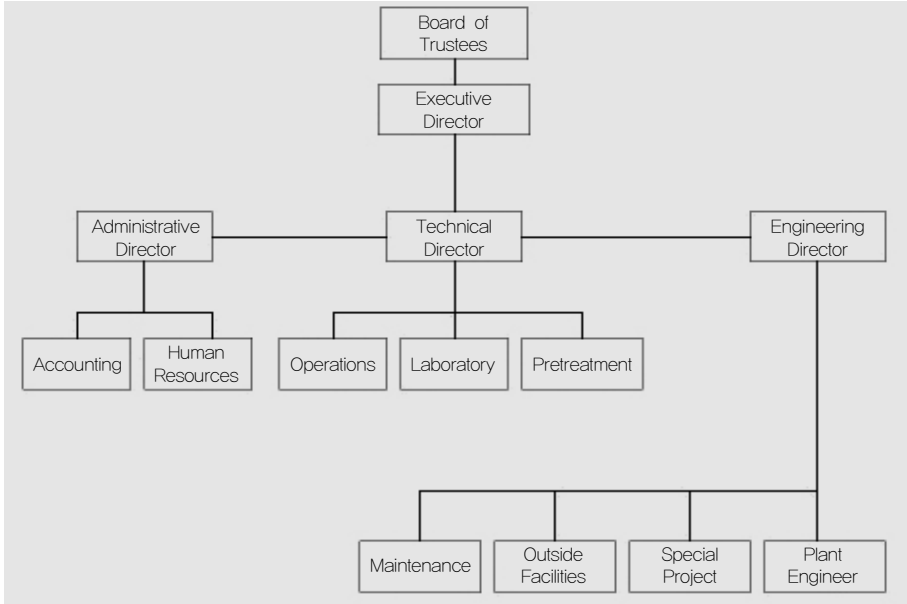 Board of
Trustees
Executive
Director
Administrative
Director
Technical
Director
Engineering
Director
Accounting
Human
Resources
Operations
Laboratory
Pretreatment
Maintenance
Outside
Facilities
Special
Project
Plant
Engineer